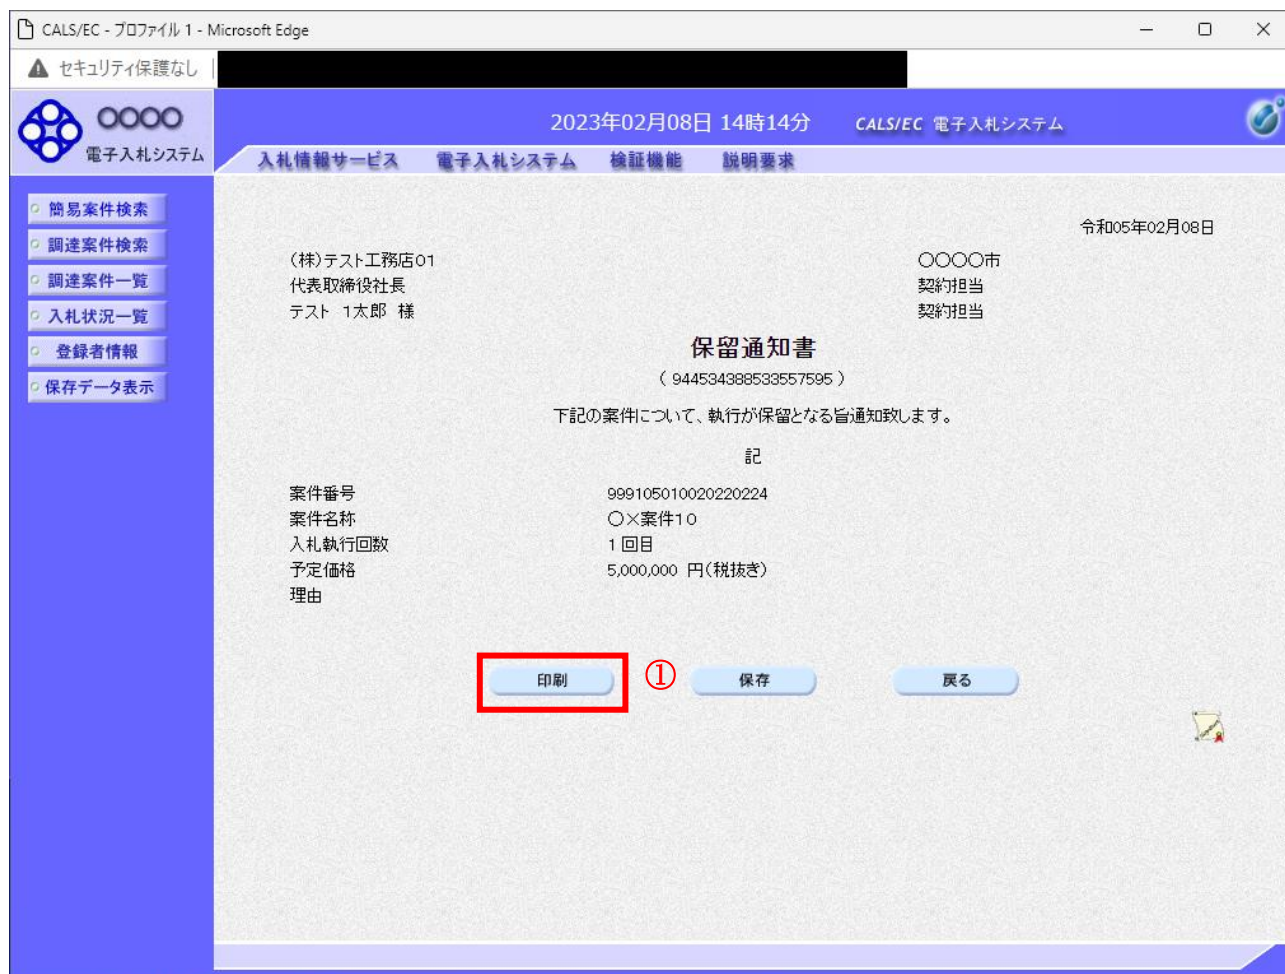 CALS/EC - プロファイル 1 - Microsoft Edge
セキュリティ保護なし
〇〇〇〇
電子入札システム
2023年02月08日 14時14分 CALS/EC 電子入札システム
入札情報サービス 電子入札システム 検証機能 説明要求
簡易案件検索
調達案件検索
調達案件一覧
入札状況一覧
登録者情報
保存データ表示
令和05年02月08日
(株)テスト工務店01
代表取締役社長
テスト 1太郎 様
〇〇〇〇市
契約担当
契約担当
保留通知書
( 944534388533557595 )
下記の案件について、執行が保留となる旨通知致します。
記
案件番号 999105010020220224
案件名称 〇×案件10
入札執行回数 1回目
予定価格 5,000,000 円(税抜き)
理由
印刷 ① 保存 戻る